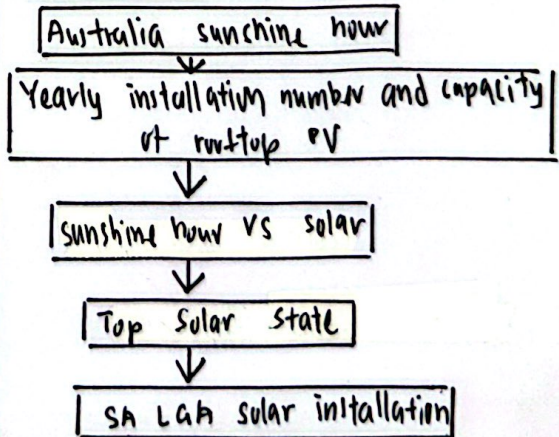 Australia sunchine hour
Yearly installation number and capacity
of rooftop PV
sunshine hour VS solar
Top Solar State
SA LGA solar installation